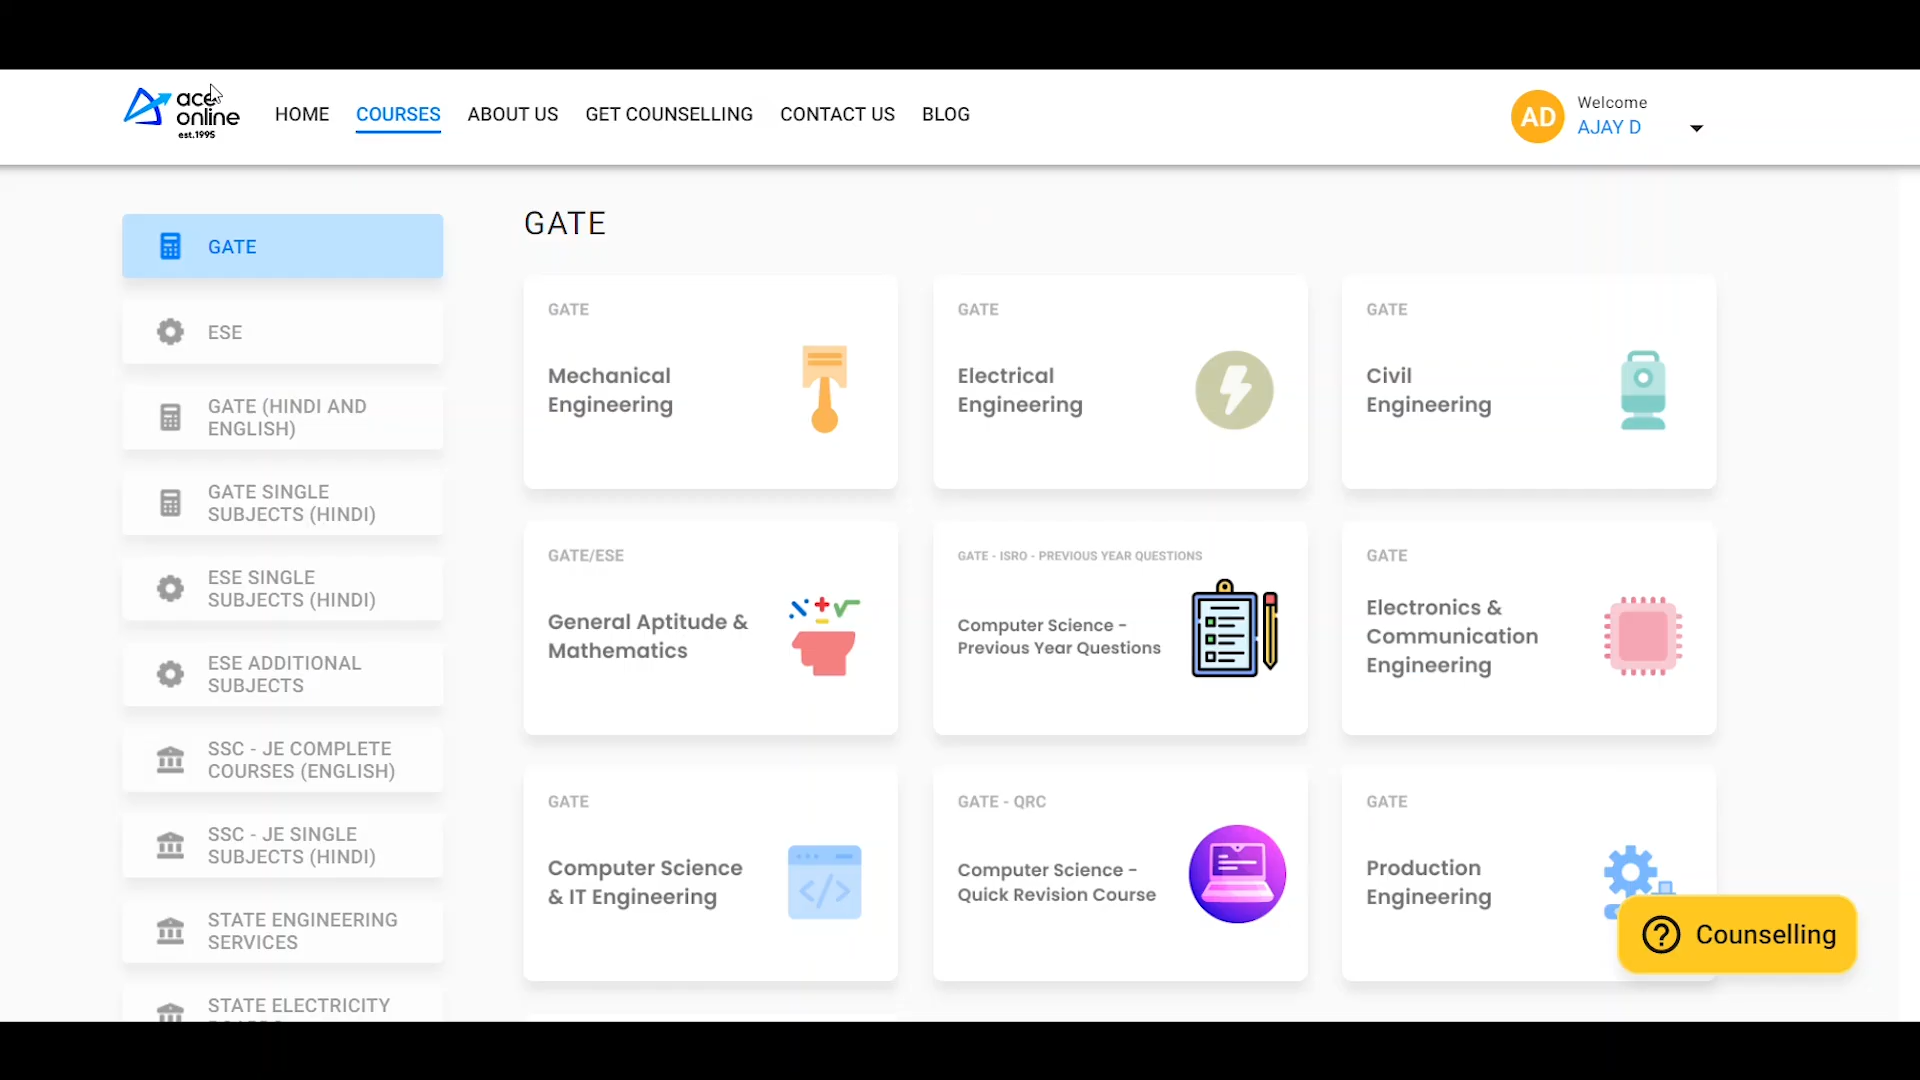 ace
online
est.1995
HOME
COURSES
ABOUT US
GET COUNSELLING
CONTACT US
BLOG
AD
Welcome
AJAY D
GATE
ESE
GATE (HINDI AND
ENGLISH)
GATE SINGLE
SUBJECTS (HINDI)
ESE SINGLE
SUBJECTS (HINDI)
ESE ADDITIONAL
SUBJECTS
SSC - JE COMPLETE
COURSES (ENGLISH)
SSC - JE SINGLE
SUBJECTS (HINDI)
STATE ENGINEERING
SERVICES
STATE ELECTRICITY
GATE
GATE
Mechanical
Engineering
GATE
Electrical
Engineering
GATE
Civil
Engineering
GATE/ESE
General Aptitude &
Mathematics
GATE - ISRO - PREVIOUS YEAR QUESTIONS
Computer Science -
Previous Year Questions
GATE
Electronics &
Communication
Engineering
GATE
Computer Science
& IT Engineering
GATE - QRC
Computer Science -
Quick Revision Course
GATE
Production
Engineering
Counselling